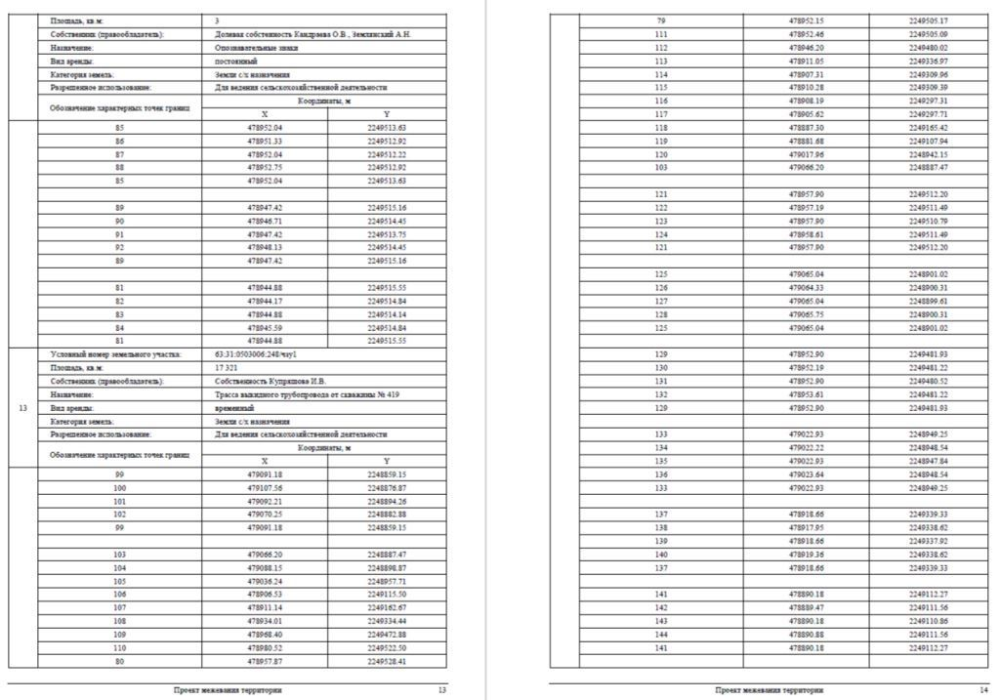 Площадь, кв.м: 3
Собственник (правообладатель): Долевая собственность Кандраева О.В., Землянский А.Н.
Назначение: Опознавательные знаки
Вид аренды: постоянный
Категория земель: Земли с/х назначения
Разрешенное использование: Для ведения сельскохозяйственной деятельности
Обозначение характерных точек границ Координаты, м
X Y
85 478952.04 2249513.63
86 478951.33 2249512.92
87 478952.04 2249512.22
88 478952.75 2249512.92
85 478952.04 2249513.63
89 478947.42 2249515.16
90 478946.71 2249514.45
91 478947.42 2249513.75
92 478948.13 2249514.45
89 478947.42 2249515.16
81 478944.88 2249515.55
82 478944.17 2249514.84
83 478944.88 2249514.14
84 478945.59 2249514.84
81 478944.88 2249515.55
13
Условный номер земельного участка: 63:31:0503006:248/чзу1
Площадь, кв.м: 17 321
Собственник (правообладатель): Собственность Купряшова И.В.
Назначение: Трасса выкидного трубопровода от скважины № 419
Вид аренды: временный
Категория земель: Земли с/х назначения
Разрешенное использование: Для ведения сельскохозяйственной деятельности
Обозначение характерных точек границ Координаты, м
X Y
99 479091.18 2248859.15
100 479107.56 2248876.87
101 479092.21 2248894.26
102 479070.25 2248882.88
99 479091.18 2248859.15
103 479066.20 2248887.47
104 479088.15 2248898.87
105 479036.24 2248957.71
106 478906.53 2249115.50
107 478911.14 2249162.67
108 478934.01 2249334.44
109 478968.40 2249472.88
110 478980.52 2249522.50
80 478957.87 2249528.41
Проект межевания территории 13
79 478952.15 2249505.17
111 478952.46 2249505.09
112 478946.20 2249480.02
113 478911.05 2249336.97
114 478907.31 2249309.96
115 478910.28 2249309.39
116 478908.19 2249297.31
117 478905.62 2249297.71
118 478887.30 2249165.42
119 478881.68 2249107.94
120 479017.96 2248942.15
103 479066.20 2248887.47
121 478957.90 2249512.20
122 478957.19 2249511.49
123 478957.90 2249510.79
124 478958.61 2249511.49
121 478957.90 2249512.20
125 479065.04 2248901.02
126 479064.33 2248900.31
127 479065.04 2248899.61
128 479065.75 2248900.31
125 479065.04 2248901.02
129 478952.90 2249481.93
130 478952.19 2249481.22
131 478952.90 2249480.52
132 478953.61 2249481.22
129 478952.90 2249481.93
133 479022.93 2248949.25
134 479022.22 2248948.54
135 479022.93 2248947.84
136 479023.64 2248948.54
133 479022.93 2248949.25
137 478918.66 2249339.33
138 478917.95 2249338.62
139 478918.66 2249337.92
140 478919.36 2249338.62
137 478918.66 2249339.33
141 478890.18 2249112.27
142 478889.47 2249111.56
143 478890.18 2249110.86
144 478890.88 2249111.56
141 478890.18 2249112.27
Проект межевания территории 14